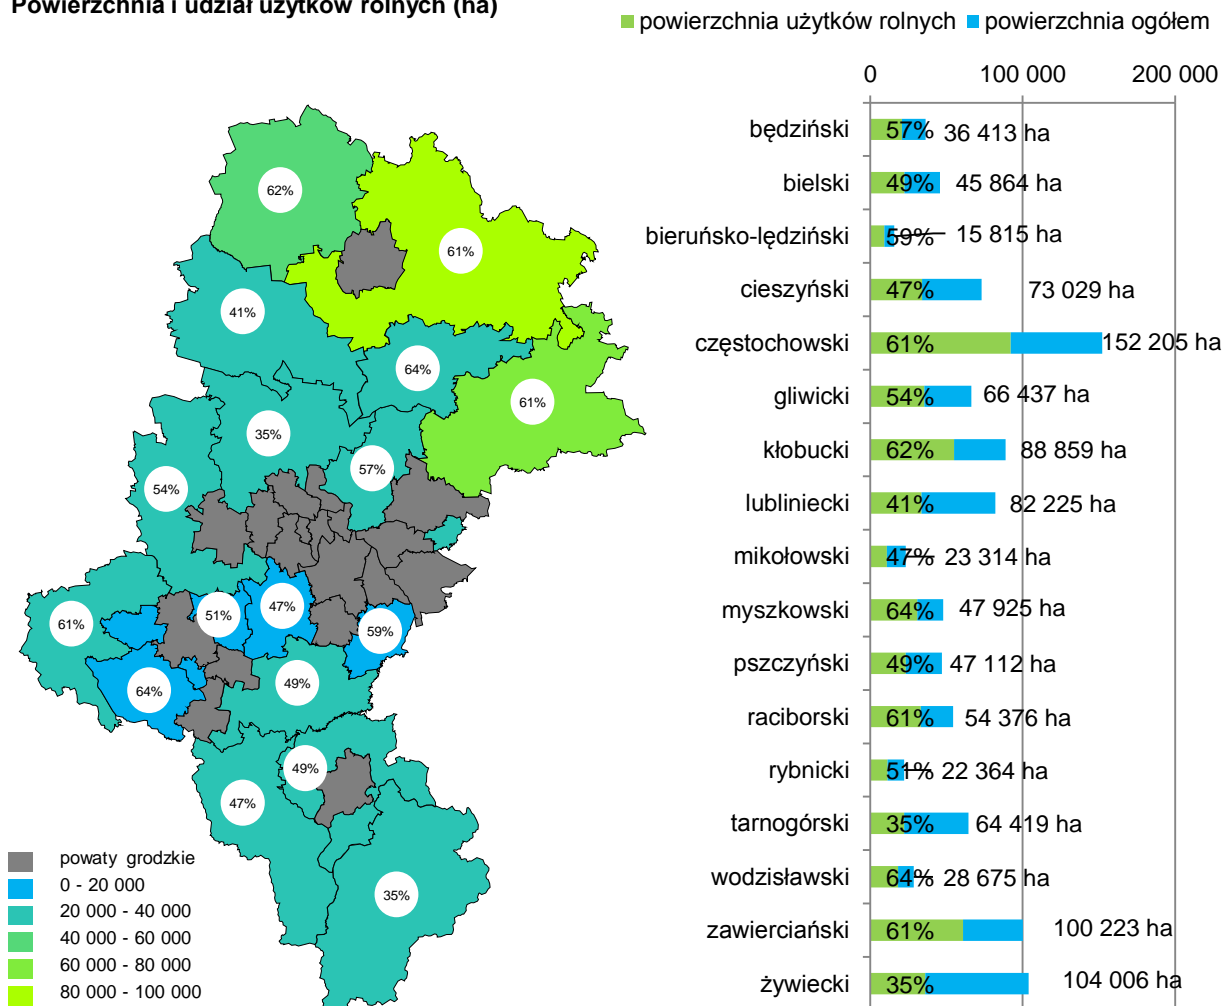 Powierzchnia i udział użytków rolnych (ha)
powierzchnia użytków rolnych powierzchnia ogółem
0 100 000 200 000
będziński 57% 36 413 ha
bielski 49% 45 864 ha
bieruńsko-lędziński 59% 15 815 ha
cieszyński 47% 73 029 ha
częstochowski 61% 152 205 ha
gliwicki 54% 66 437 ha
kłobucki 62% 88 859 ha
lubliniecki 41% 82 225 ha
mikołowski 47% 23 314 ha
myszkowski 64% 47 925 ha
pszczyński 49% 47 112 ha
raciborski 61% 54 376 ha
rybnicki 51% 22 364 ha
tarnogórski 35% 64 419 ha
wodzisławski 64% 28 675 ha
zawierciański 61% 100 223 ha
żywiecki 35% 104 006 ha
62%
61%
41%
64%
61%
35%
57%
54%
47%
51%
61%
59%
49%
64%
49%
47%
35%
powaty grodzkie
0 - 20 000
20 000 - 40 000
40 000 - 60 000
60 000 - 80 000
80 000 - 100 000